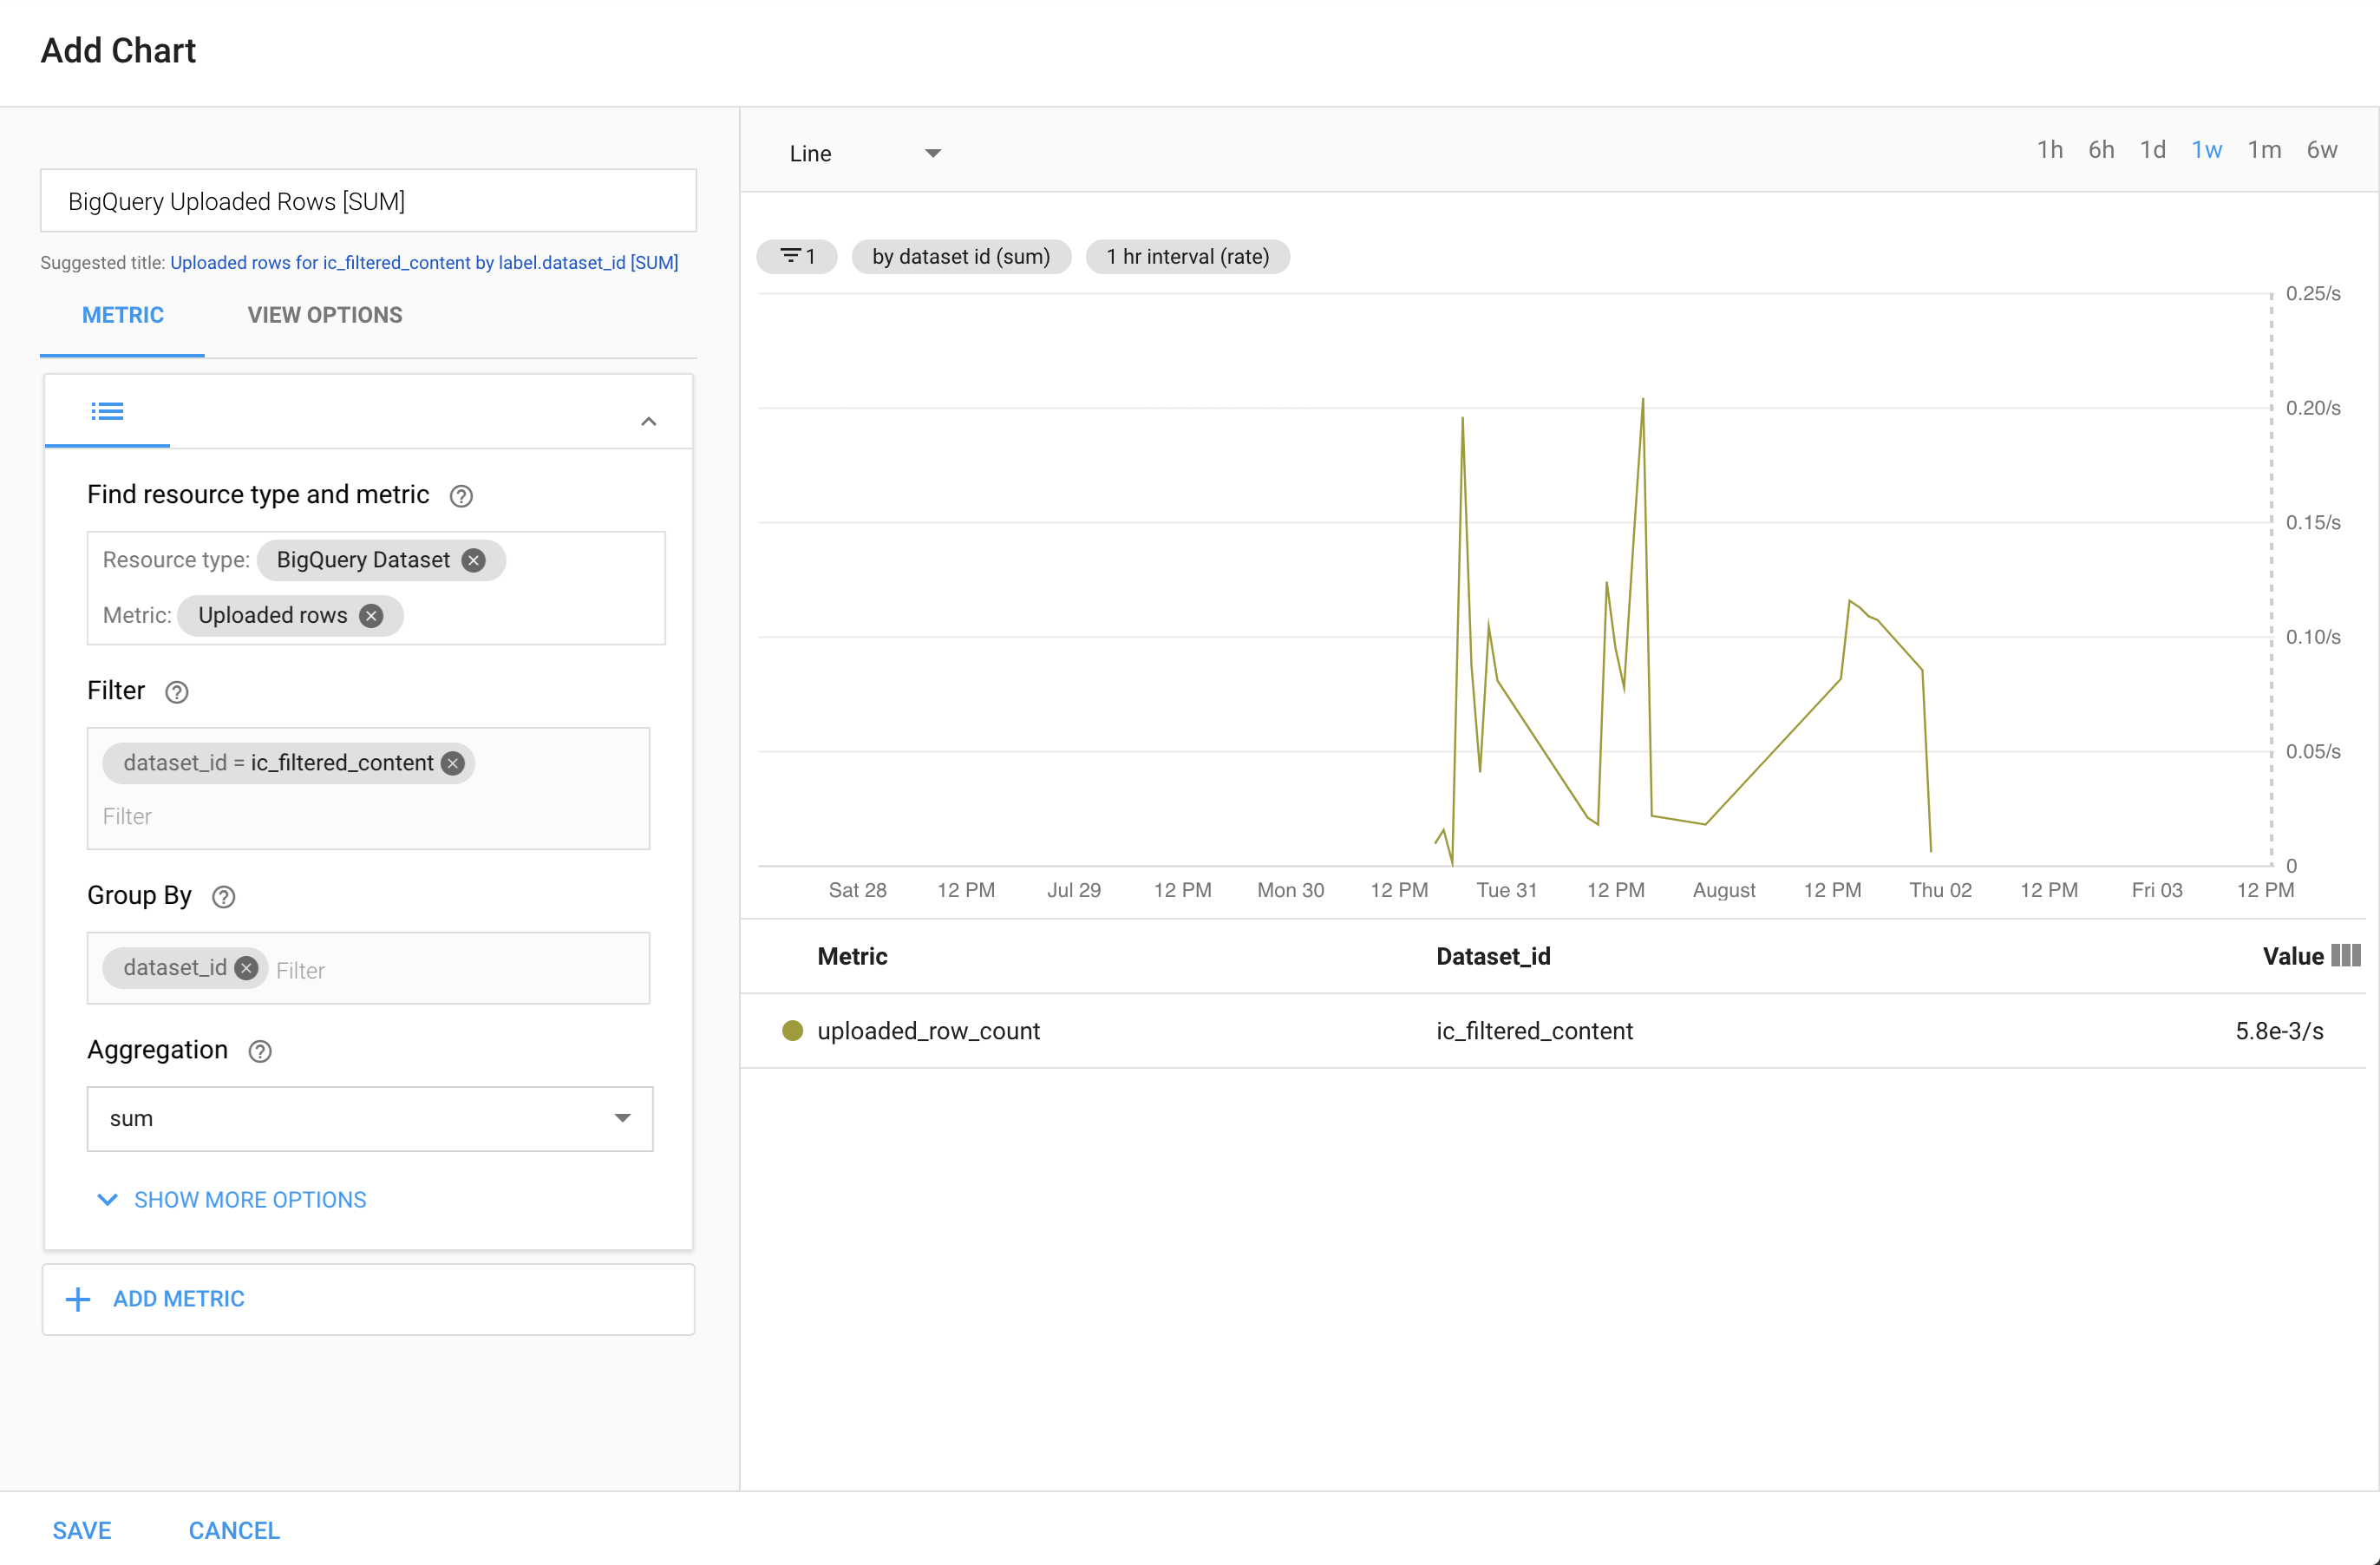 Add Chart
BigQuery Uploaded Rows [SUM]
Suggested title: Uploaded rows for ic_filtered_content by label.dataset_id [SUM]
METRIC VIEW OPTIONS
Find resource type and metric ?
Resource type: BigQuery Dataset
Metric: Uploaded rows
Filter ?
dataset_id = ic_filtered_content
Filter
Group By ?
dataset_id Filter
Aggregation ?
sum
SHOW MORE OPTIONS
ADD METRIC
Line
1h 6h 1d 1w 1m 6w
1 by dataset id (sum) 1 hr interval (rate)
0.25/s
0.20/s
0.15/s
0.10/s
0.05/s
0
Sat 28 12 PM Jul 29 12 PM Mon 30 12 PM Tue 31 12 PM August 12 PM Thu 02 12 PM Fri 03 12 PM
Metric Dataset_id Value
uploaded_row_count ic_filtered_content 5.8e-3/s
SAVE CANCEL